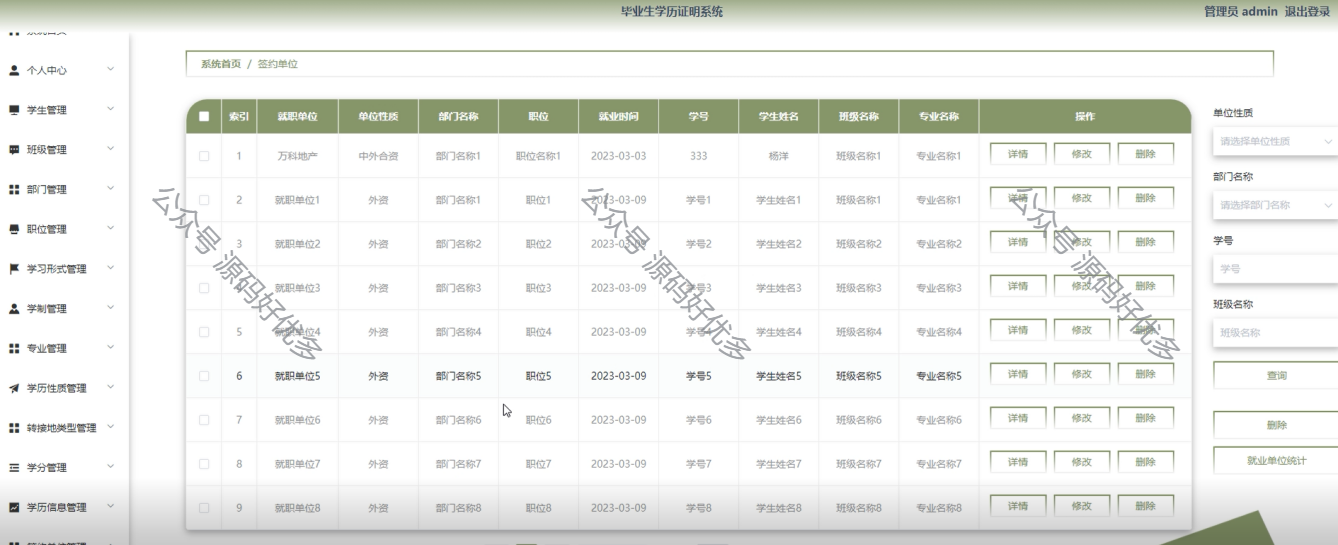 毕业生学历证明系统
管理员 admin 退出登录
系统首页
个人中心
学生管理
班级管理
部门管理
职位管理
学习形式管理
学制管理
专业管理
学历性质管理
转接地类型管理
学分管理
学历信息管理
签约单位管理
系统首页 / 签约单位
索引 就职单位 单位性质 部门名称 职位 就业时间 学号 学生姓名 班级名称 专业名称 操作
1 万科地产 中外合资 部门名称1 职位名称1 2023-03-03 333 杨洋 班级名称1 专业名称1 详情 修改 删除
2 就职单位1 外资 部门名称1 职位1 2023-03-09 学号1 学生姓名1 班级名称1 专业名称1 详情 修改 删除
3 就职单位2 外资 部门名称2 职位2 2023-03-09 学号2 学生姓名2 班级名称2 专业名称2 详情 修改 删除
4 就职单位3 外资 部门名称3 职位3 2023-03-09 学号3 学生姓名3 班级名称3 专业名称3 详情 修改 删除
5 就职单位4 外资 部门名称4 职位4 2023-03-09 学号4 学生姓名4 班级名称4 专业名称4 详情 修改 删除
6 就职单位5 外资 部门名称5 职位5 2023-03-09 学号5 学生姓名5 班级名称5 专业名称5 详情 修改 删除
7 就职单位6 外资 部门名称6 职位6 2023-03-09 学号6 学生姓名6 班级名称6 专业名称6 详情 修改 删除
8 就职单位7 外资 部门名称7 职位7 2023-03-09 学号7 学生姓名7 班级名称7 专业名称7 详情 修改 删除
9 就职单位8 外资 部门名称8 职位8 2023-03-09 学号8 学生姓名8 班级名称8 专业名称8 详情 修改 删除
单位性质
请选择单位性质
部门名称
请选择部门名称
学号
学号
班级名称
班级名称
查询
删除
就业单位统计
公众号 源码好优多
公众号 源码好优多
公众号 源码好优多